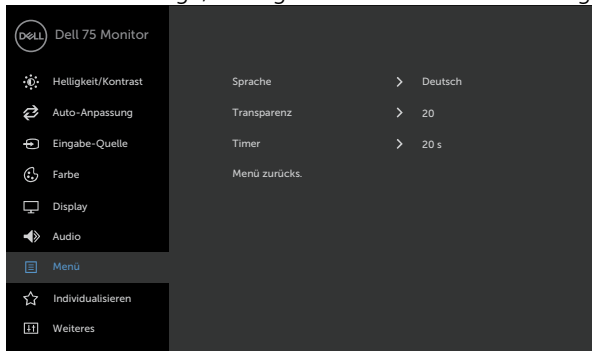 DELL Dell 75 Monitor
Helligkeit/Kontrast Sprache > Deutsch
Auto-Anpassung Transparenz > 20
Eingabe-Quelle Timer > 20 s
Farbe Menü zurücks.
Display
Audio
Menü
Individualisieren
Weiteres